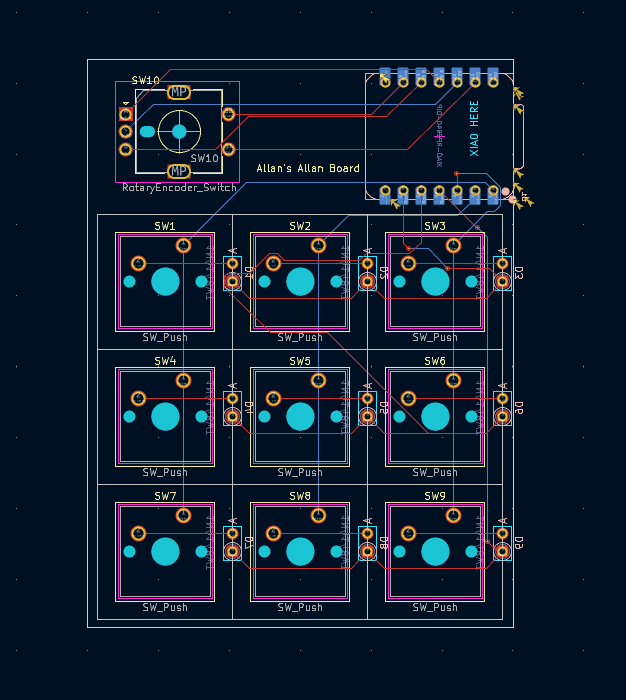 SW10
MP
XIAO HERE
SW10
MP
Allan's Allan Board
RotaryEncoder_Switch
SW1
SW2
SW3
A
A
A
D2
D3
SW_Push
SW_Push
SW_Push
SW4
SW5
SW6
A
A
A
D4
D5
D6
SW_Push
SW_Push
SW_Push
SW7
SW8
SW9
A
A
A
D7
D8
D9
SW_Push
SW_Push
SW_Push